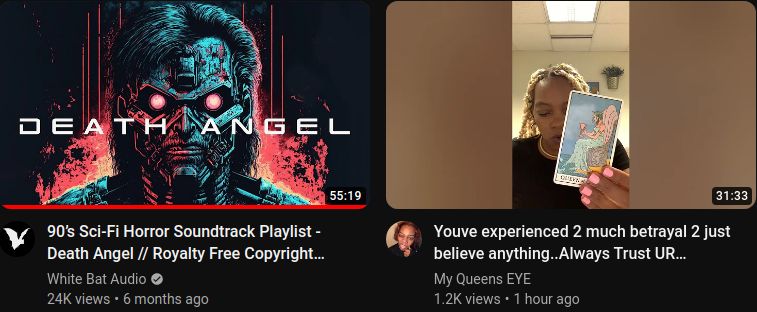 DEATH ANGEL
55:19
QUEEN
31:33
90's Sci-Fi Horror Soundtrack Playlist -
Death Angel // Royalty Free Copyright...
White Bat Audio
24K views • 6 months ago
Youve experienced 2 much betrayal 2 just
believe anything..Always Trust UR...
My Queens EYE
1.2K views • 1 hour ago